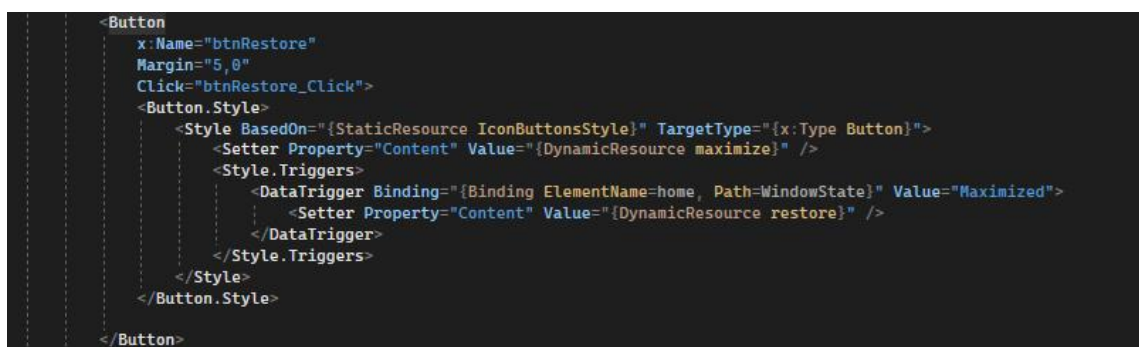 <Button
x:Name="btnRestore"
Margin="5,0"
Click="btnRestore_Click">
<Button.Style>
<Style BasedOn="{StaticResource IconButtonsStyle}" TargetType="{x:Type Button}">
<Setter Property="Content" Value="{DynamicResource maximize}" />
<Style.Triggers>
<DataTrigger Binding="{Binding ElementName=home, Path=WindowState}" Value="Maximized">
<Setter Property="Content" Value="{DynamicResource restore}" />
</DataTrigger>
</Style.Triggers>
</Style>
</Button.Style>
</Button>